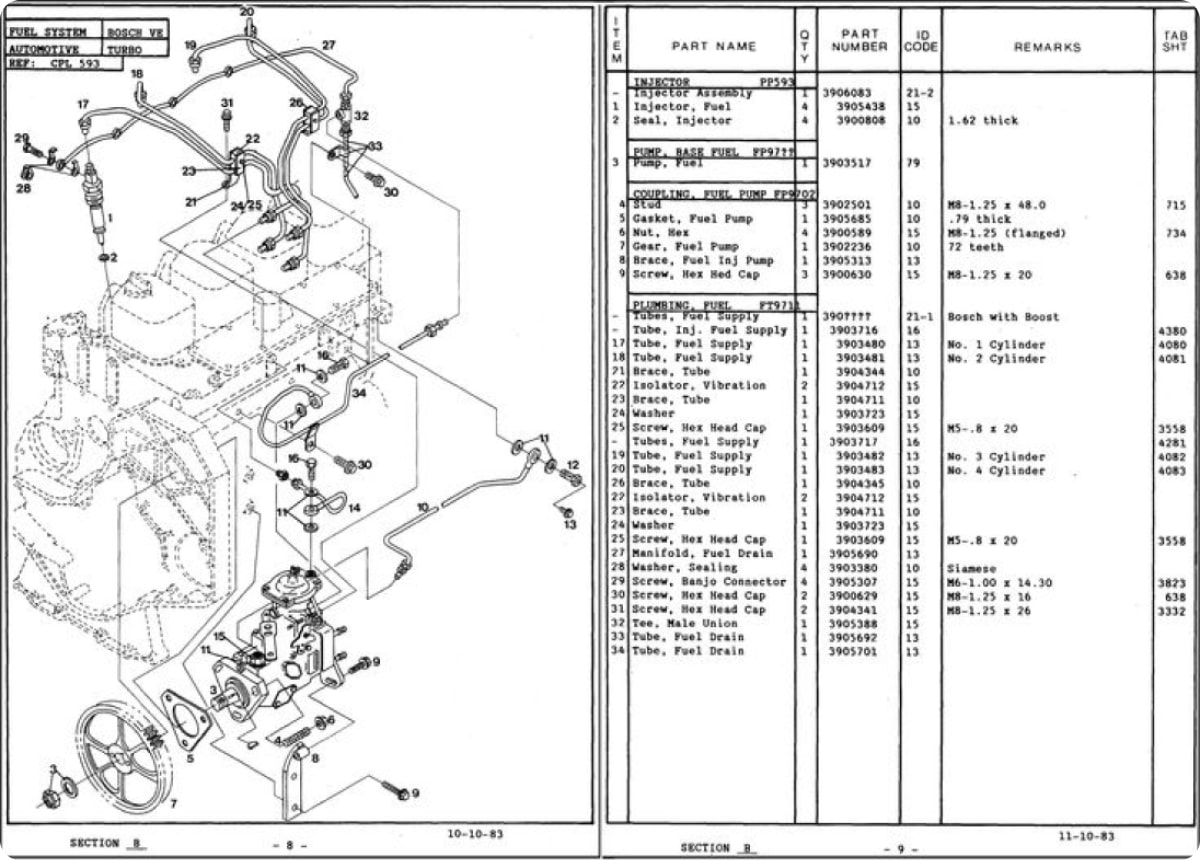 FUEL SYSTEM BOSCH VE
AUTOMOTIVE TURBO
REF: CPL 593
20
19
27
18
17
31
26
32
22
29
33
23
28
30
21
24 25
1
2
16
11
34
11
11
30
12
16
10
14
11
13
15
11
6
9
3
4
6
5
8
3
7
9
SECTION B
- 8 -
10-10-83
ITEM PART NAME QTY PART NUMBER ID CODE REMARKS TAB SHT
INJECTOR PP593
- Injector Assembly 1 3906083 21-2
1 Injector, Fuel 4 3905438 15
2 Seal, Injector 4 3900808 10 1.62 thick
PUMP, BASE FUEL FP97??
3 Pump, Fuel 1 3903517 79
COUPLING, FUEL PUMP FP9702
4 Stud 3 3902501 10 M8-1.25 x 48.0 715
5 Gasket, Fuel Pump 1 3905685 10 .79 thick
6 Nut, Hex 4 3900589 15 M8-1.25 (flanged) 734
7 Gear, Fuel Pump 1 3902236 10 72 teeth
8 Brace, Fuel Inj Pump 1 3905313 13
9 Screw, Hex Hed Cap 3 3900630 15 M8-1.25 x 20 638
PLUMBING, FUEL FT9711
- Tubes, Fuel Supply 1 390???? 21-1 Bosch with Boost
- Tube, Inj. Fuel Supply 1 3903716 16 4380
17 Tube, Fuel Supply 1 3903480 13 No. 1 Cylinder 4080
18 Tube, Fuel Supply 1 3903481 13 No. 2 Cylinder 4081
21 Brace, Tube 1 3904344 10
22 Isolator, Vibration 2 3904712 15
23 Brace, Tube 1 3904711 10
24 Washer 1 3903723 15
25 Screw, Hex Head Cap 1 3903609 15 M5-.8 x 20 3558
- Tubes, Fuel Supply 1 3903717 16 4281
19 Tube, Fuel Supply 1 3903482 13 No. 3 Cylinder 4082
20 Tube, Fuel Supply 1 3903483 13 No. 4 Cylinder 4083
26 Brace, Tube 1 3904345 10
22 Isolator, Vibration 2 3904712 15
23 Brace, Tube 1 3904711 10
24 Washer 1 3903723 15
25 Screw, Hex Head Cap 1 3903609 15 M5-.8 x 20 3558
27 Manifold, Fuel Drain 1 3905690 13
28 Washer, Sealing 4 3903380 10 Siamese
29 Screw, Banjo Connector 4 3905307 15 M6-1.00 x 14.30 3823
30 Screw, Hex Head Cap 2 3900629 15 M8-1.25 x 16 638
31 Screw, Hex Head Cap 2 3904341 15 M8-1.25 x 26 3332
32 Tee, Male Union 1 3905388 15
33 Tube, Fuel Drain 1 3905692 13
34 Tube, Fuel Drain 1 3905701 13
SECTION B
- 9 -
11-10-83